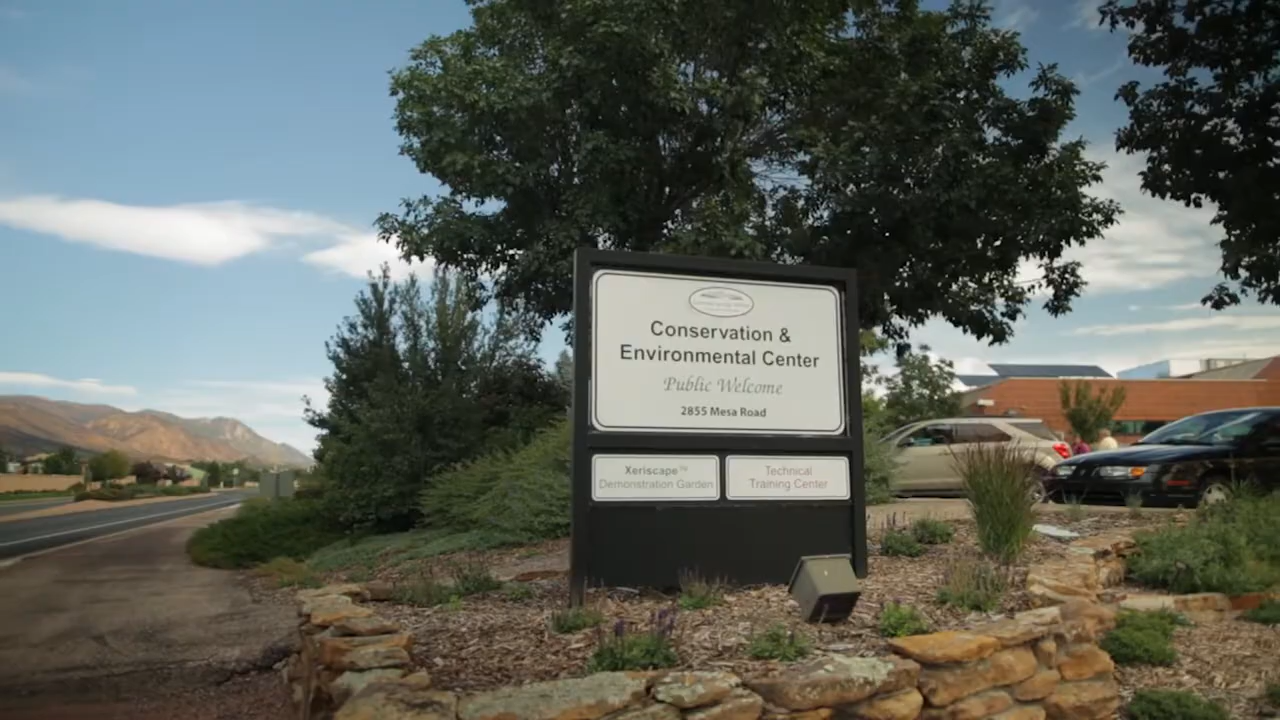 Conservation &
Environmental Center
Public Welcome
2855 Mesa Road
Xeriscape™
Demonstration Garden
Technical
Training Center